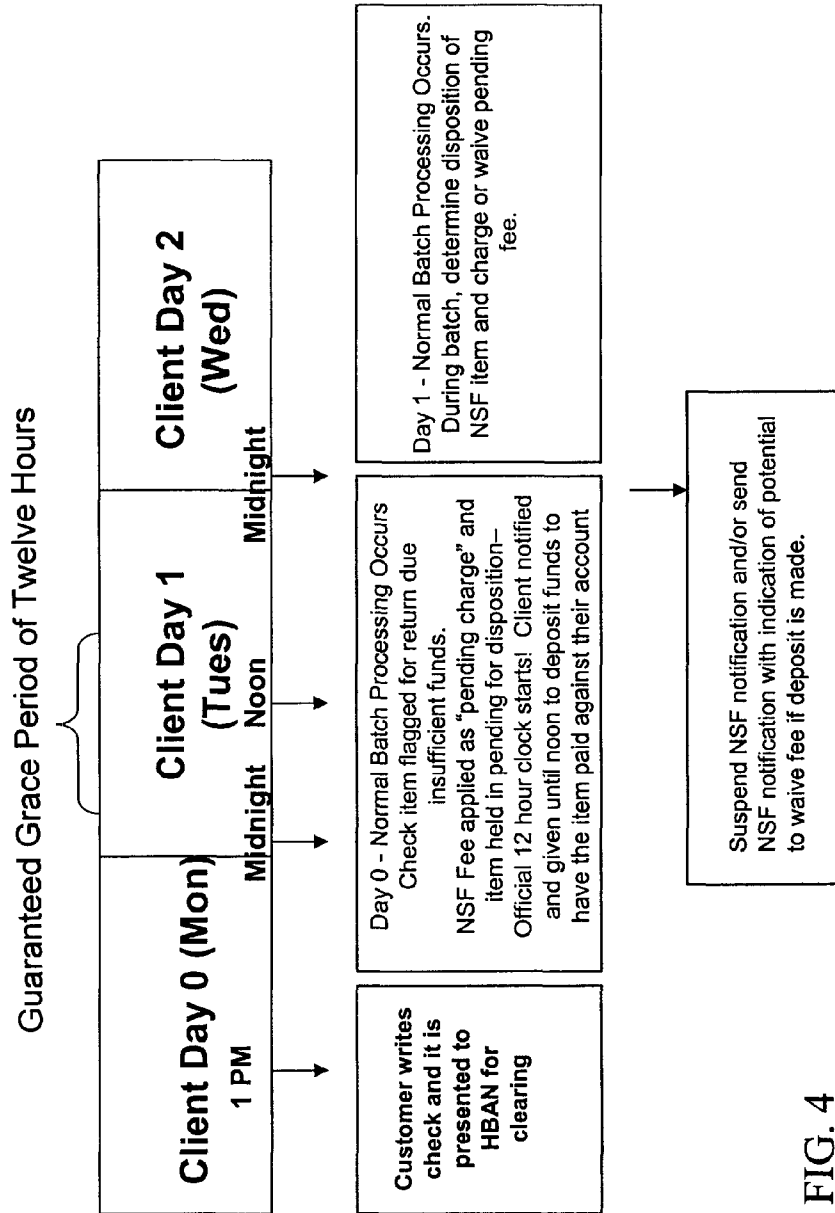 Guaranteed Grace Period of Twelve Hours
Client Day 0 (Mon)
1 PM
Client Day 1
(Tues)
Midnight
Noon
Client Day 2
(Wed)
Midnight
Customer writes
check and it is
presented to
HBAN for
clearing
Day 0 - Normal Batch Processing Occurs
Check item flagged for return due
insufficient funds.
NSF Fee applied as “pending charge” and
item held in pending for disposition–
Official 12 hour clock starts! Client notified
and given until noon to deposit funds to
have the item paid against their account
Day 1 - Normal Batch Processing Occurs.
During batch, determine disposition of
NSF item and charge or waive pending
fee.
Suspend NSF notification and/or send
NSF notification with indication of potential
to waive fee if deposit is made.
FIG. 4